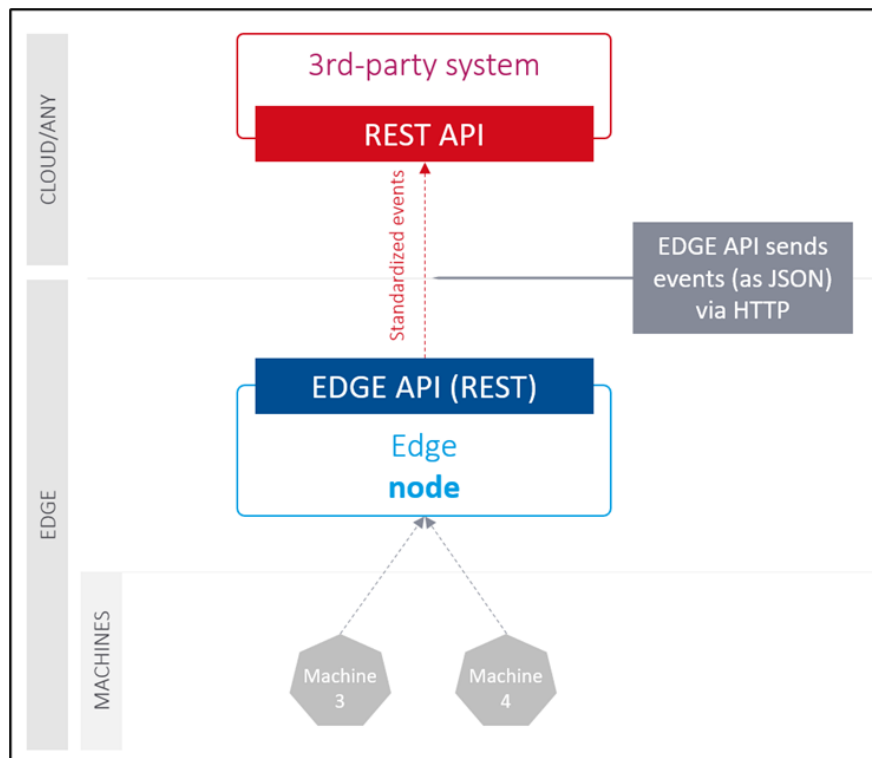 CLOUD/ANY
3rd-party system
REST API
Standardized events
EDGE API sends
events (as JSON)
via HTTP
EDGE API (REST)
Edge
node
EDGE
MACHINES
Machine
3
Machine
4